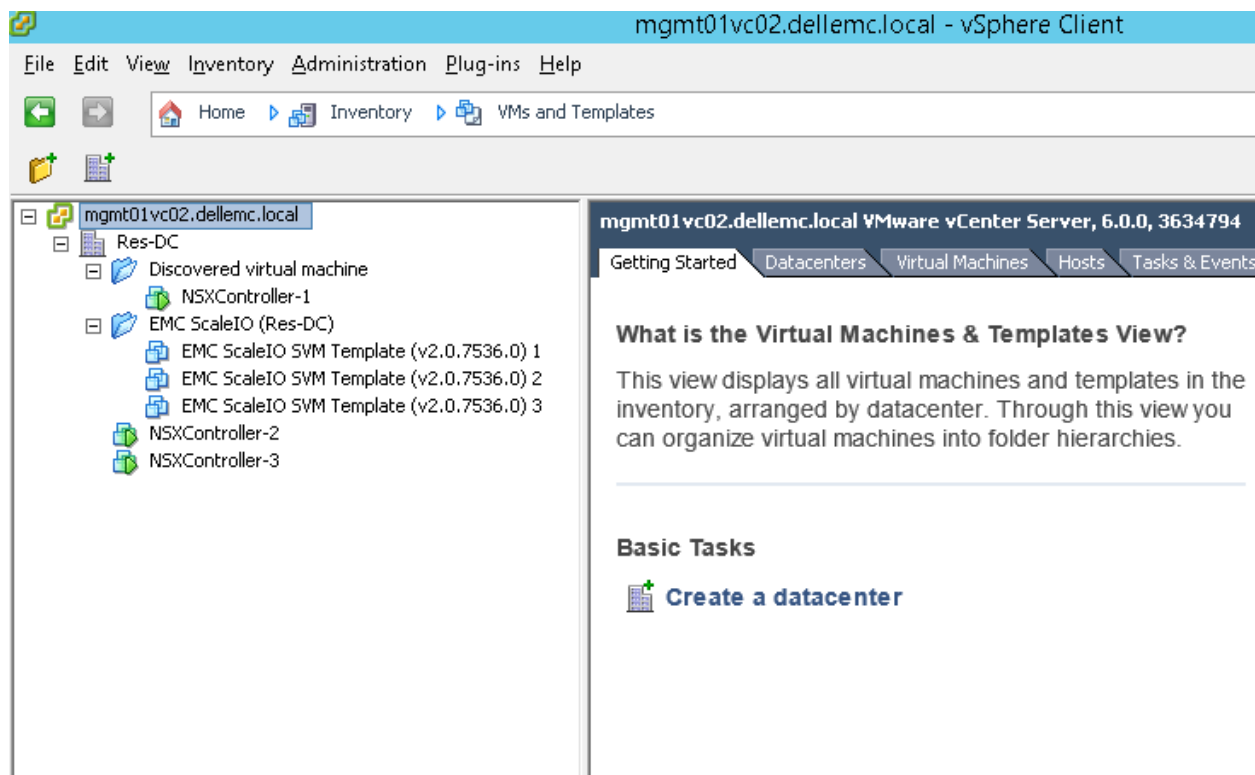 mgmt01vc02.dellemc.local - vSphere Client
File Edit View Inventory Administration Plug-ins Help
Home Inventory VMs and Templates
mgmt01vc02.dellemc.local
Res-DC
Discovered virtual machine
NSXController-1
EMC ScaleIO (Res-DC)
EMC ScaleIO SVM Template (v2.0.7536.0) 1
EMC ScaleIO SVM Template (v2.0.7536.0) 2
EMC ScaleIO SVM Template (v2.0.7536.0) 3
NSXController-2
NSXController-3
mgmt01vc02.dellemc.local VMware vCenter Server, 6.0.0, 3634794
Getting Started Datacenters Virtual Machines Hosts Tasks & Events
What is the Virtual Machines & Templates View?
This view displays all virtual machines and templates in the
inventory, arranged by datacenter. Through this view you
can organize virtual machines into folder hierarchies.
Basic Tasks
Create a datacenter